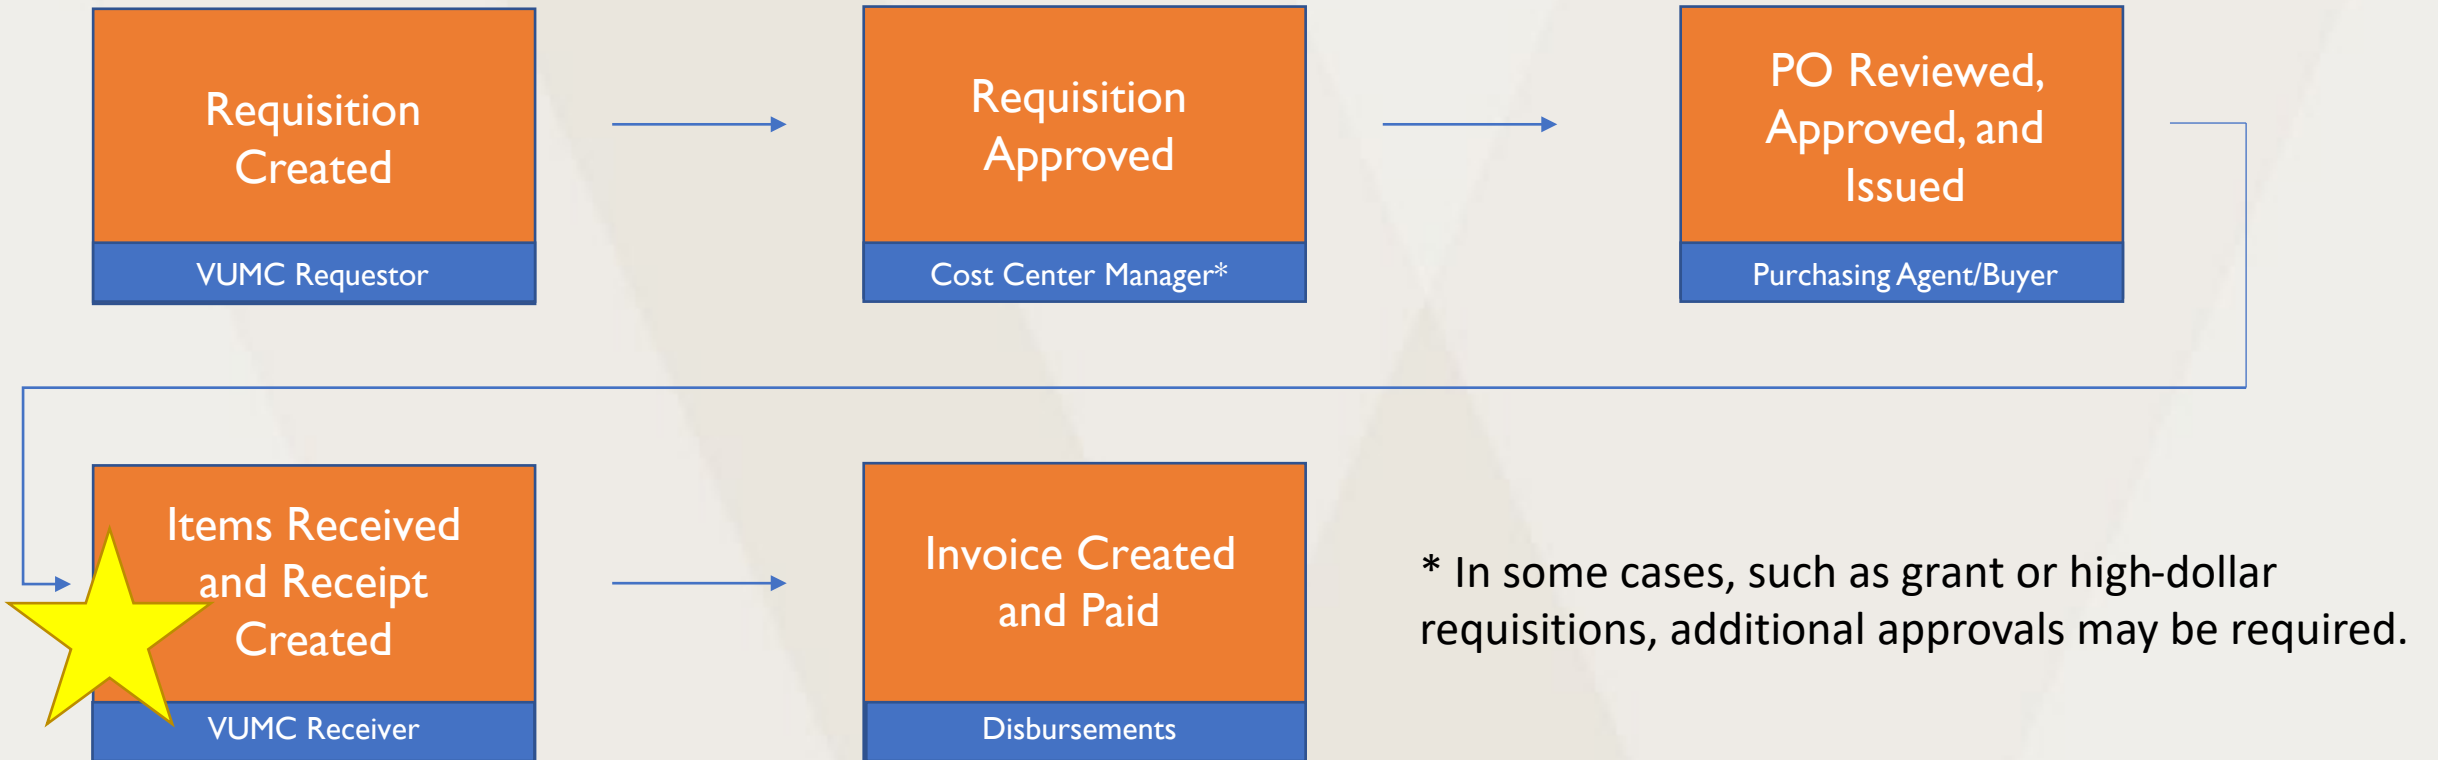 Requisition
Created
VUMC Requestor
Requisition
Approved
Cost Center Manager*
PO Reviewed,
Approved, and
Issued
Purchasing Agent/Buyer
Items Received
and Receipt
Created
VUMC Receiver
Invoice Created
and Paid
Disbursements
* In some cases, such as grant or high-dollar
requisitions, additional approvals may be required.